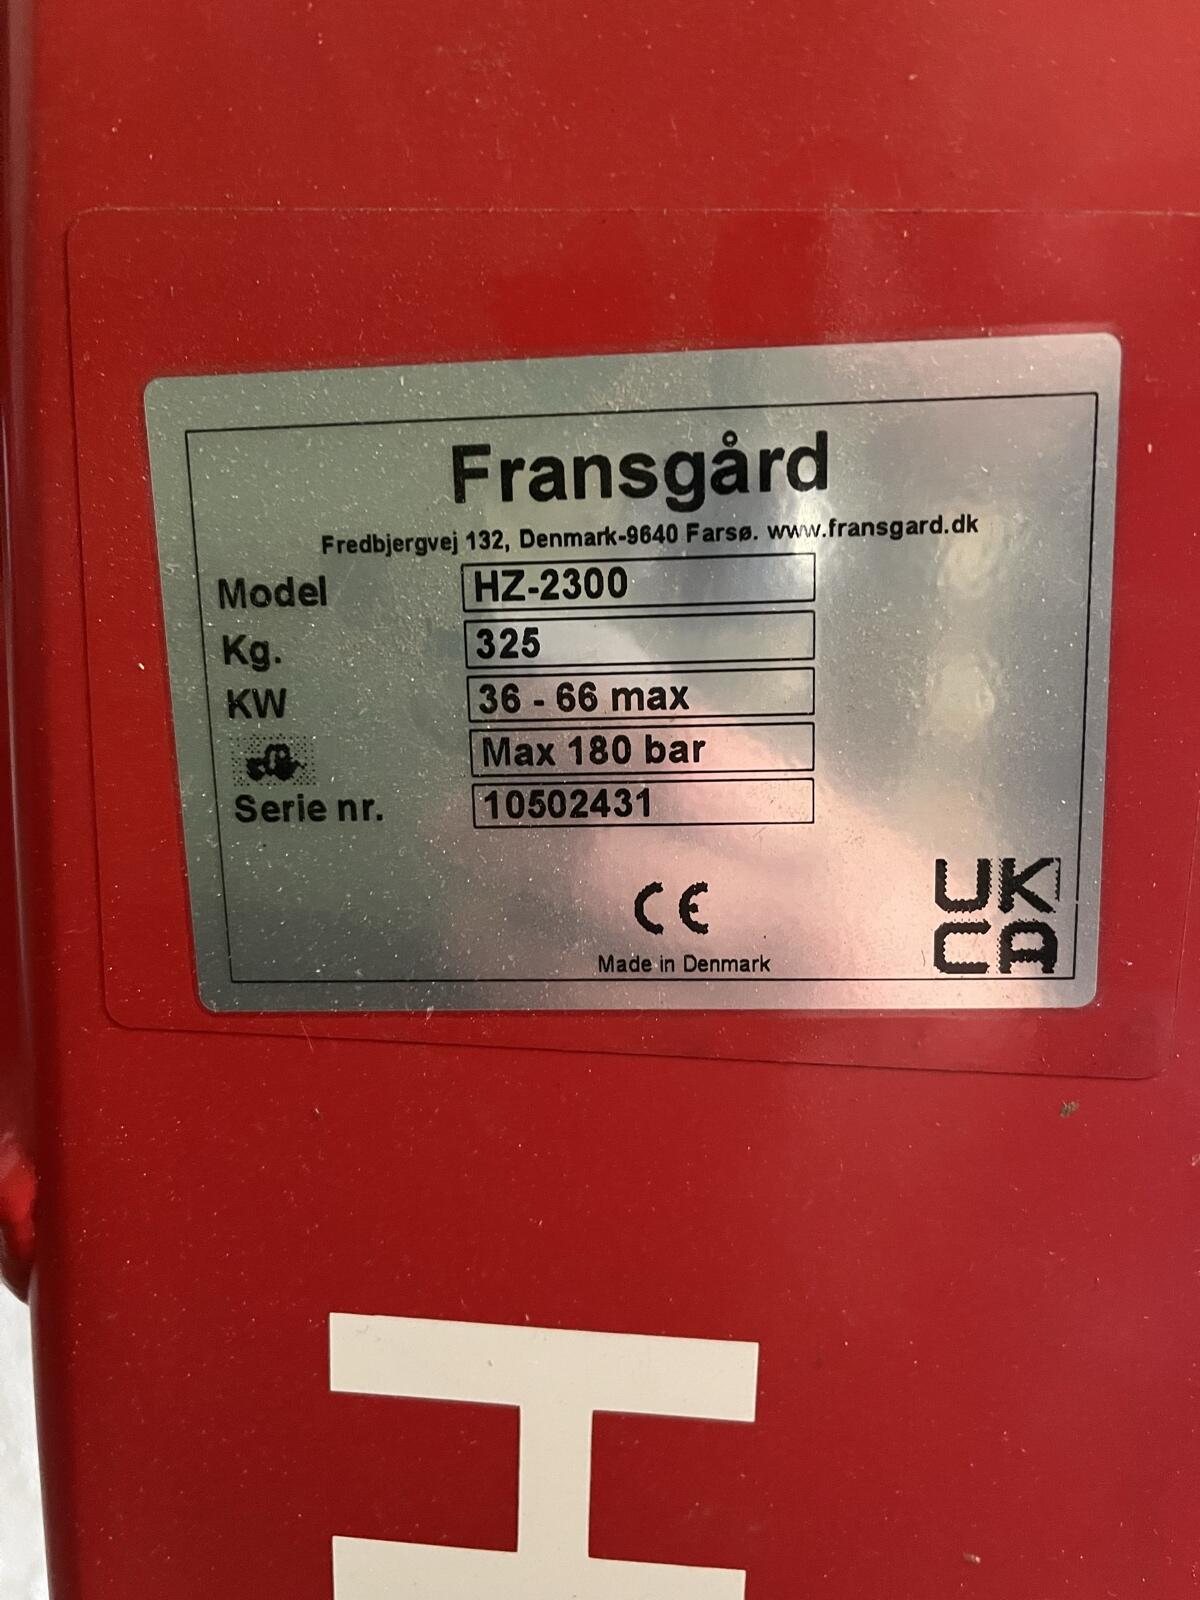 Fransgård
Fredbjergvej 132, Denmark-9640 Farsø. www.fransgard.dk
Model HZ-2300
Kg. 325
KW 36 - 66 max
Max 180 bar
Serie nr. 10502431
CE
Made in Denmark
UK
CA
H